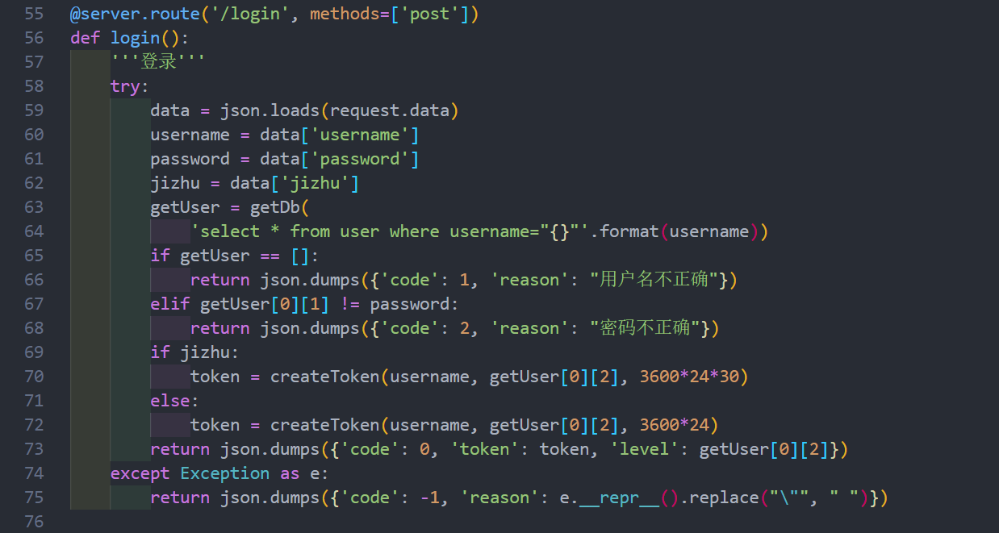 55 @server.route('/login', methods=['post'])
56 def login():
57     '''登录'''
58     try:
59         data = json.loads(request.data)
60         username = data['username']
61         password = data['password']
62         jizhu = data['jizhu']
63         getUser = getDb(
64             'select * from user where username="{}"'.format(username))
65         if getUser == []:
66             return json.dumps({'code': 1, 'reason': "用户名不正确"})
67         elif getUser[0][1] != password:
68             return json.dumps({'code': 2, 'reason': "密码不正确"})
69         if jizhu:
70             token = createToken(username, getUser[0][2], 3600*24*30)
71         else:
72             token = createToken(username, getUser[0][2], 3600*24)
73         return json.dumps({'code': 0, 'token': token, 'level': getUser[0][2]})
74     except Exception as e:
75         return json.dumps({'code': -1, 'reason': e.__repr__().replace("\"", " ")})
76